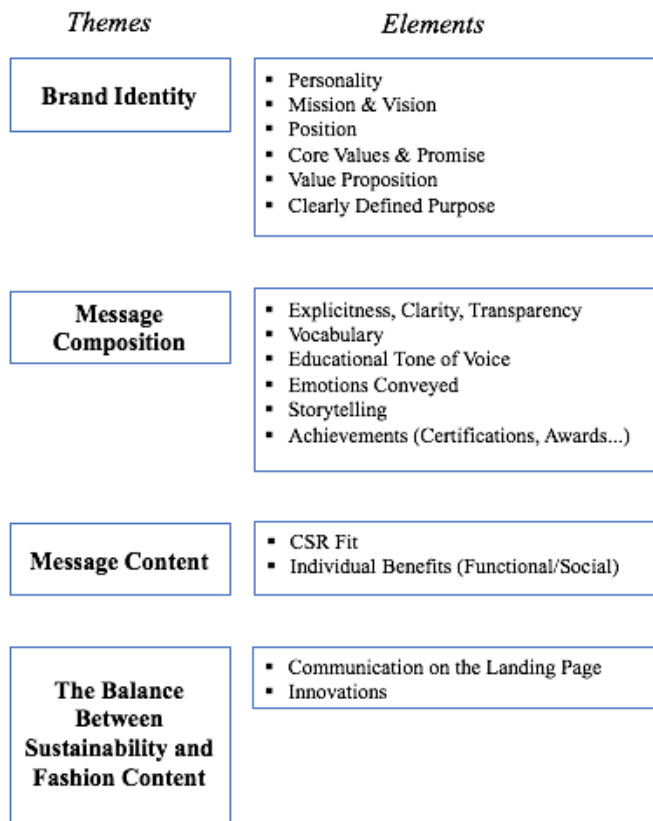 Themes
Elements
Brand Identity
▪ Personality
▪ Mission & Vision
▪ Position
▪ Core Values & Promise
▪ Value Proposition
▪ Clearly Defined Purpose
Message
Composition
▪ Explicitness, Clarity, Transparency
▪ Vocabulary
▪ Educational Tone of Voice
▪ Emotions Conveyed
▪ Storytelling
▪ Achievements (Certifications, Awards...)
Message Content
▪ CSR Fit
▪ Individual Benefits (Functional/Social)
The Balance
Between
Sustainability and
Fashion Content
▪ Communication on the Landing Page
▪ Innovations